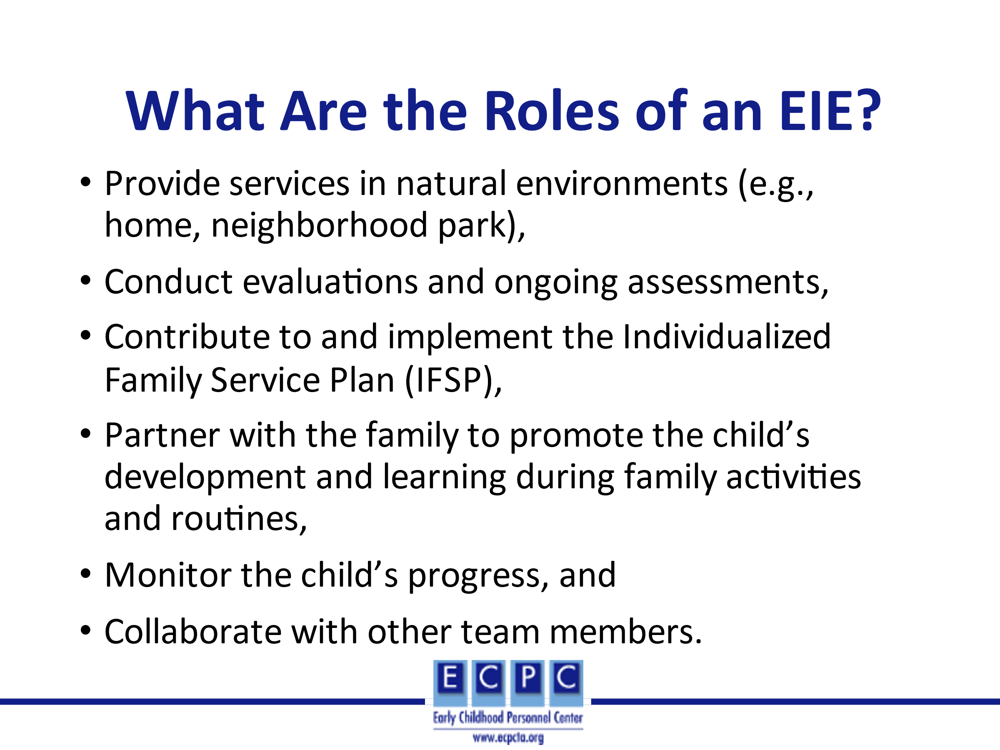 What Are the Roles of an EIE?
• Provide services in natural environments (e.g.,
home, neighborhood park),
• Conduct evaluations and ongoing assessments,
• Contribute to and implement the Individualized
Family Service Plan (IFSP),
• Partner with the family to promote the child’s
development and learning during family activities
and routines,
• Monitor the child’s progress, and
• Collaborate with other team members.
E C P C
Early Childhood Personnel Center
www.ecpcta.org